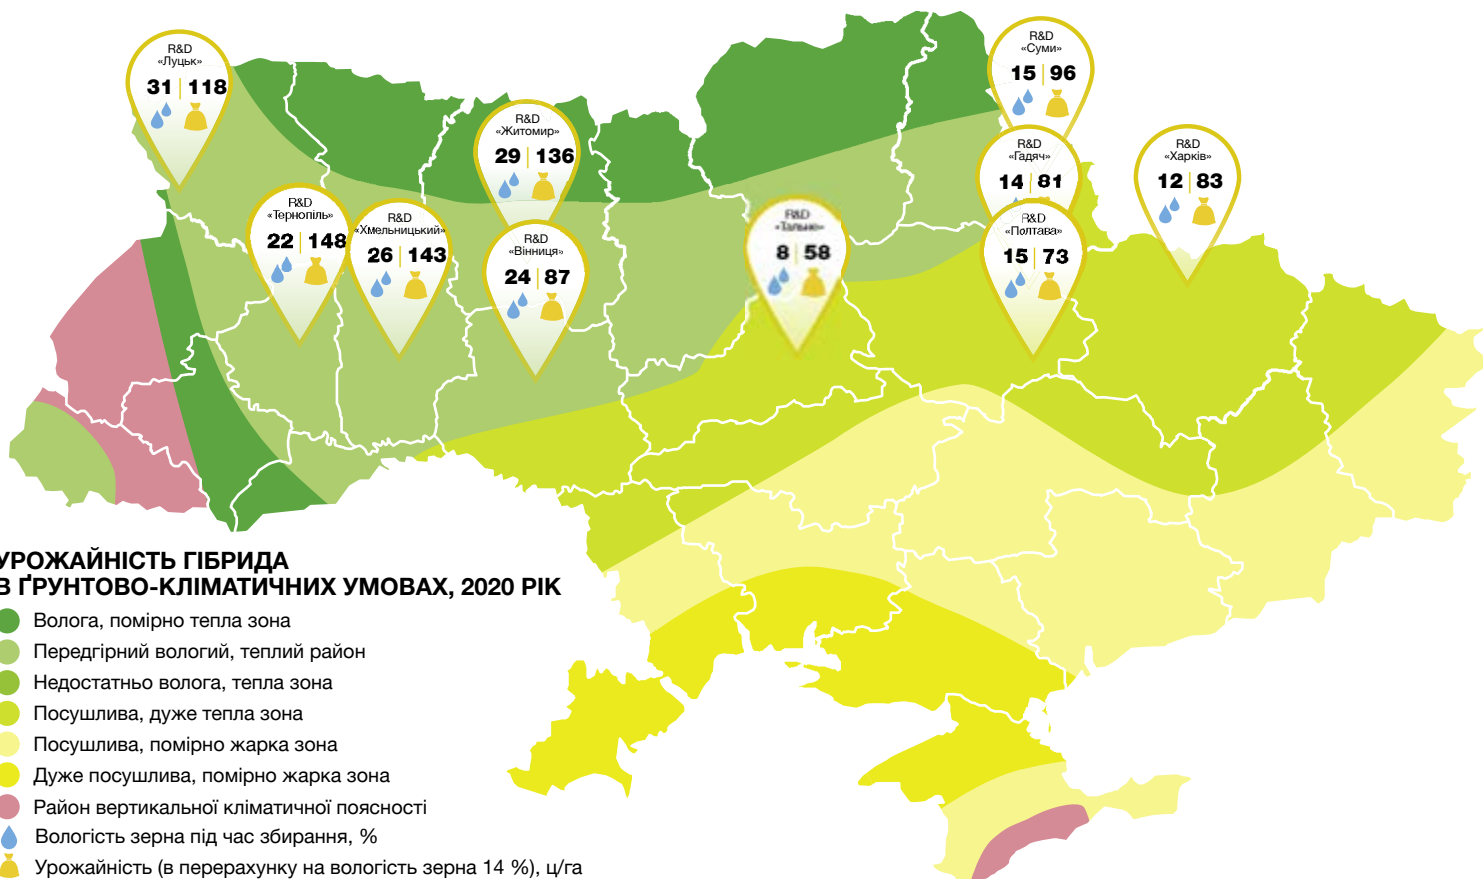 R&D
«Луцьк»
31 | 118
R&D
«Суми»
15 | 96
R&D
«Житомир»
29 | 136
R&D
«Гадяч»
14 | 81
R&D
«Харків»
12 | 83
R&D
«Тернопіль»
22 | 148
R&D
«Хмельницький»
26 | 143
R&D
«Вінниця»
24 | 87
R&D
«Тальне»
8 | 58
R&D
«Полтава»
15 | 73
УРОЖАЙНІСТЬ ГІБРИДА
В ҐРУНТОВО-КЛІМАТИЧНИХ УМОВАХ, 2020 РІК
Волога, помірно тепла зона
Передгірний вологий, теплий район
Недостатньо волога, тепла зона
Посушлива, дуже тепла зона
Посушлива, помірно жарка зона
Дуже посушлива, помірно жарка зона
Район вертикальної кліматичної поясності
Вологість зерна під час збирання, %
Урожайність (в перерахунку на вологість зерна 14 %), ц/га